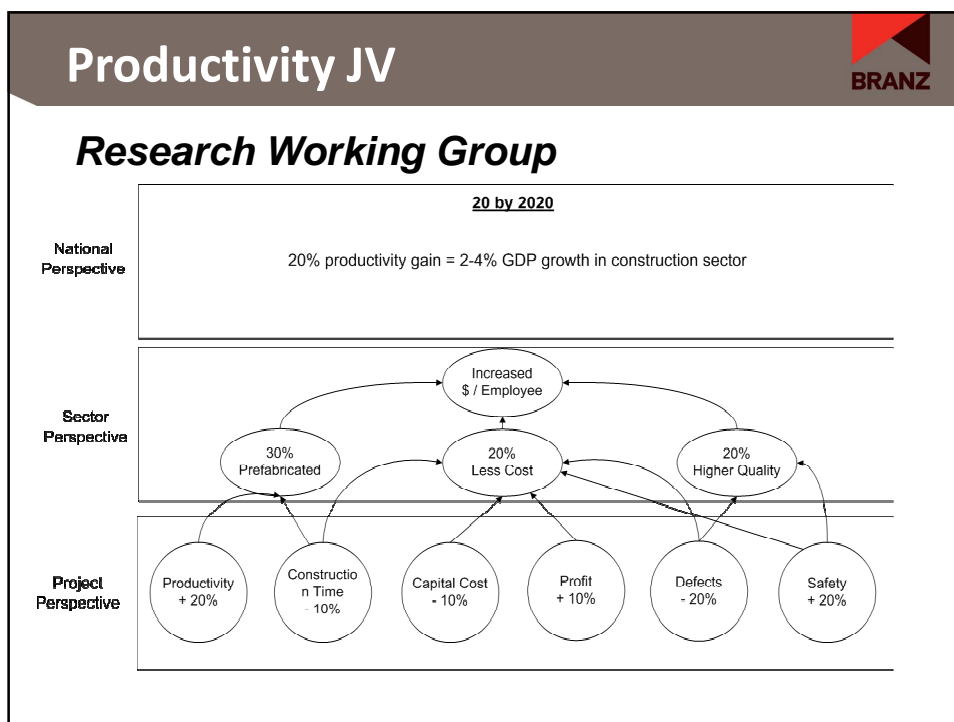 Productivity JV
BRANZ
Research Working Group
20 by 2020
National
Perspective
20% productivity gain = 2-4% GDP growth in construction sector
Increased
$ / Employee
Sector
Perspective
30%
Prefabricated
20%
Less Cost
20%
Higher Quality
Project
Perspective
Productivity
+ 20%
Constructio
n Time
- 10%
Capital Cost
- 10%
Profit
+ 10%
Defects
- 20%
Safety
+ 20%